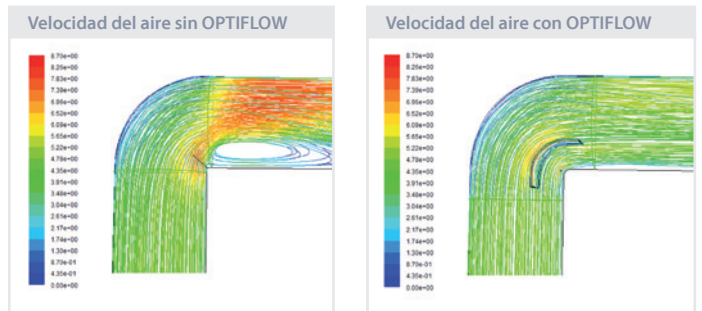 Velocidad del aire sin OPTIFLOW
8.70e+00
8.26e+00
7.83e+00
7.39e+00
6.96e+00
6.52e+00
6.09e+00
5.65e+00
5.22e+00
4.78e+00
4.35e+00
3.91e+00
3.48e+00
3.04e+00
2.61e+00
2.17e+00
1.74e+00
1.30e+00
8.70e-01
4.35e-01
0.00e+00
Velocidad del aire con OPTIFLOW
8.70e+00
8.26e+00
7.83e+00
7.39e+00
6.96e+00
6.52e+00
6.09e+00
5.65e+00
5.22e+00
4.78e+00
4.35e+00
3.91e+00
3.48e+00
3.04e+00
2.61e+00
2.17e+00
1.74e+00
1.30e+00
8.70e-01
4.35e-01
0.00e+00